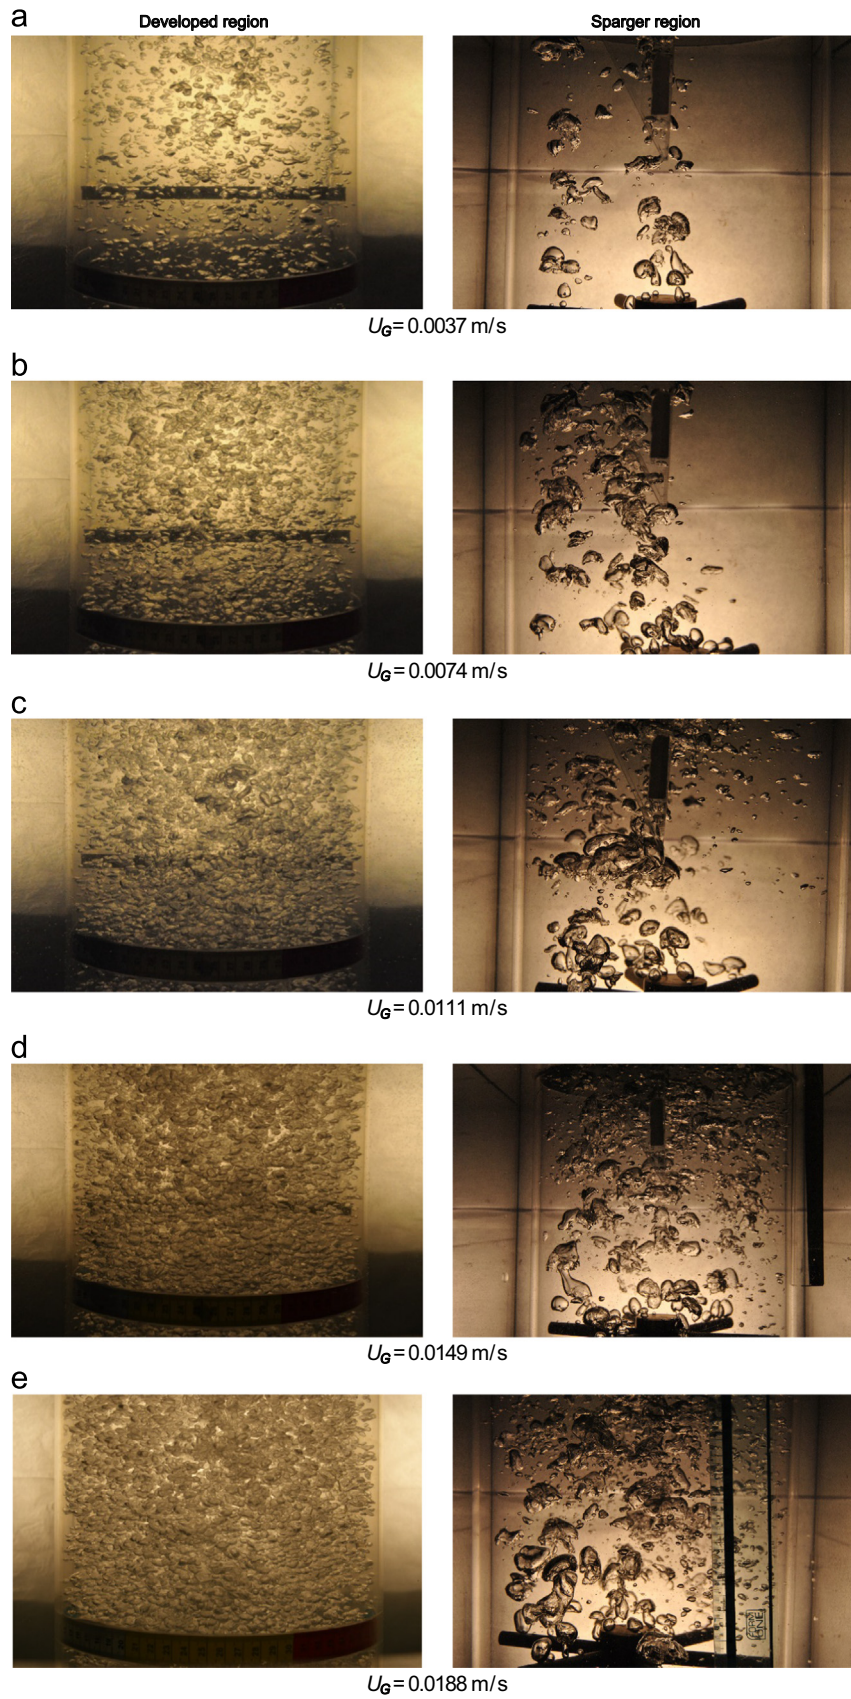 a
Developed region
Sparger region
U_G = 0.0037 m/s
b
U_G = 0.0074 m/s
c
U_G = 0.0111 m/s
d
U_G = 0.0149 m/s
e
U_G = 0.0188 m/s